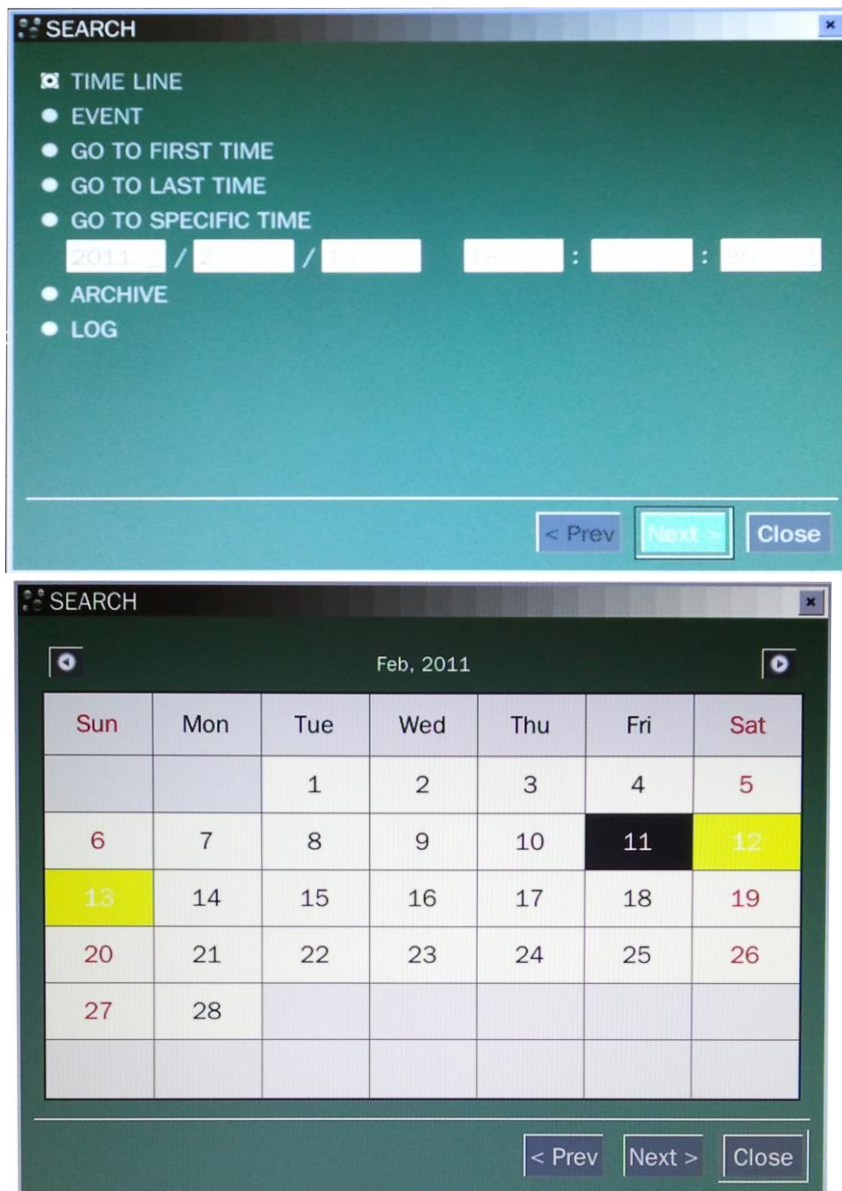 SEARCH
TIME LINE
EVENT
GO TO FIRST TIME
GO TO LAST TIME
GO TO SPECIFIC TIME
2011 / 2 / : :
ARCHIVE
LOG
< Prev Next > Close
SEARCH
Feb, 2011
Sun Mon Tue Wed Thu Fri Sat
1 2 3 4 5
6 7 8 9 10 11 12
13 14 15 16 17 18 19
20 21 22 23 24 25 26
27 28
< Prev Next > Close